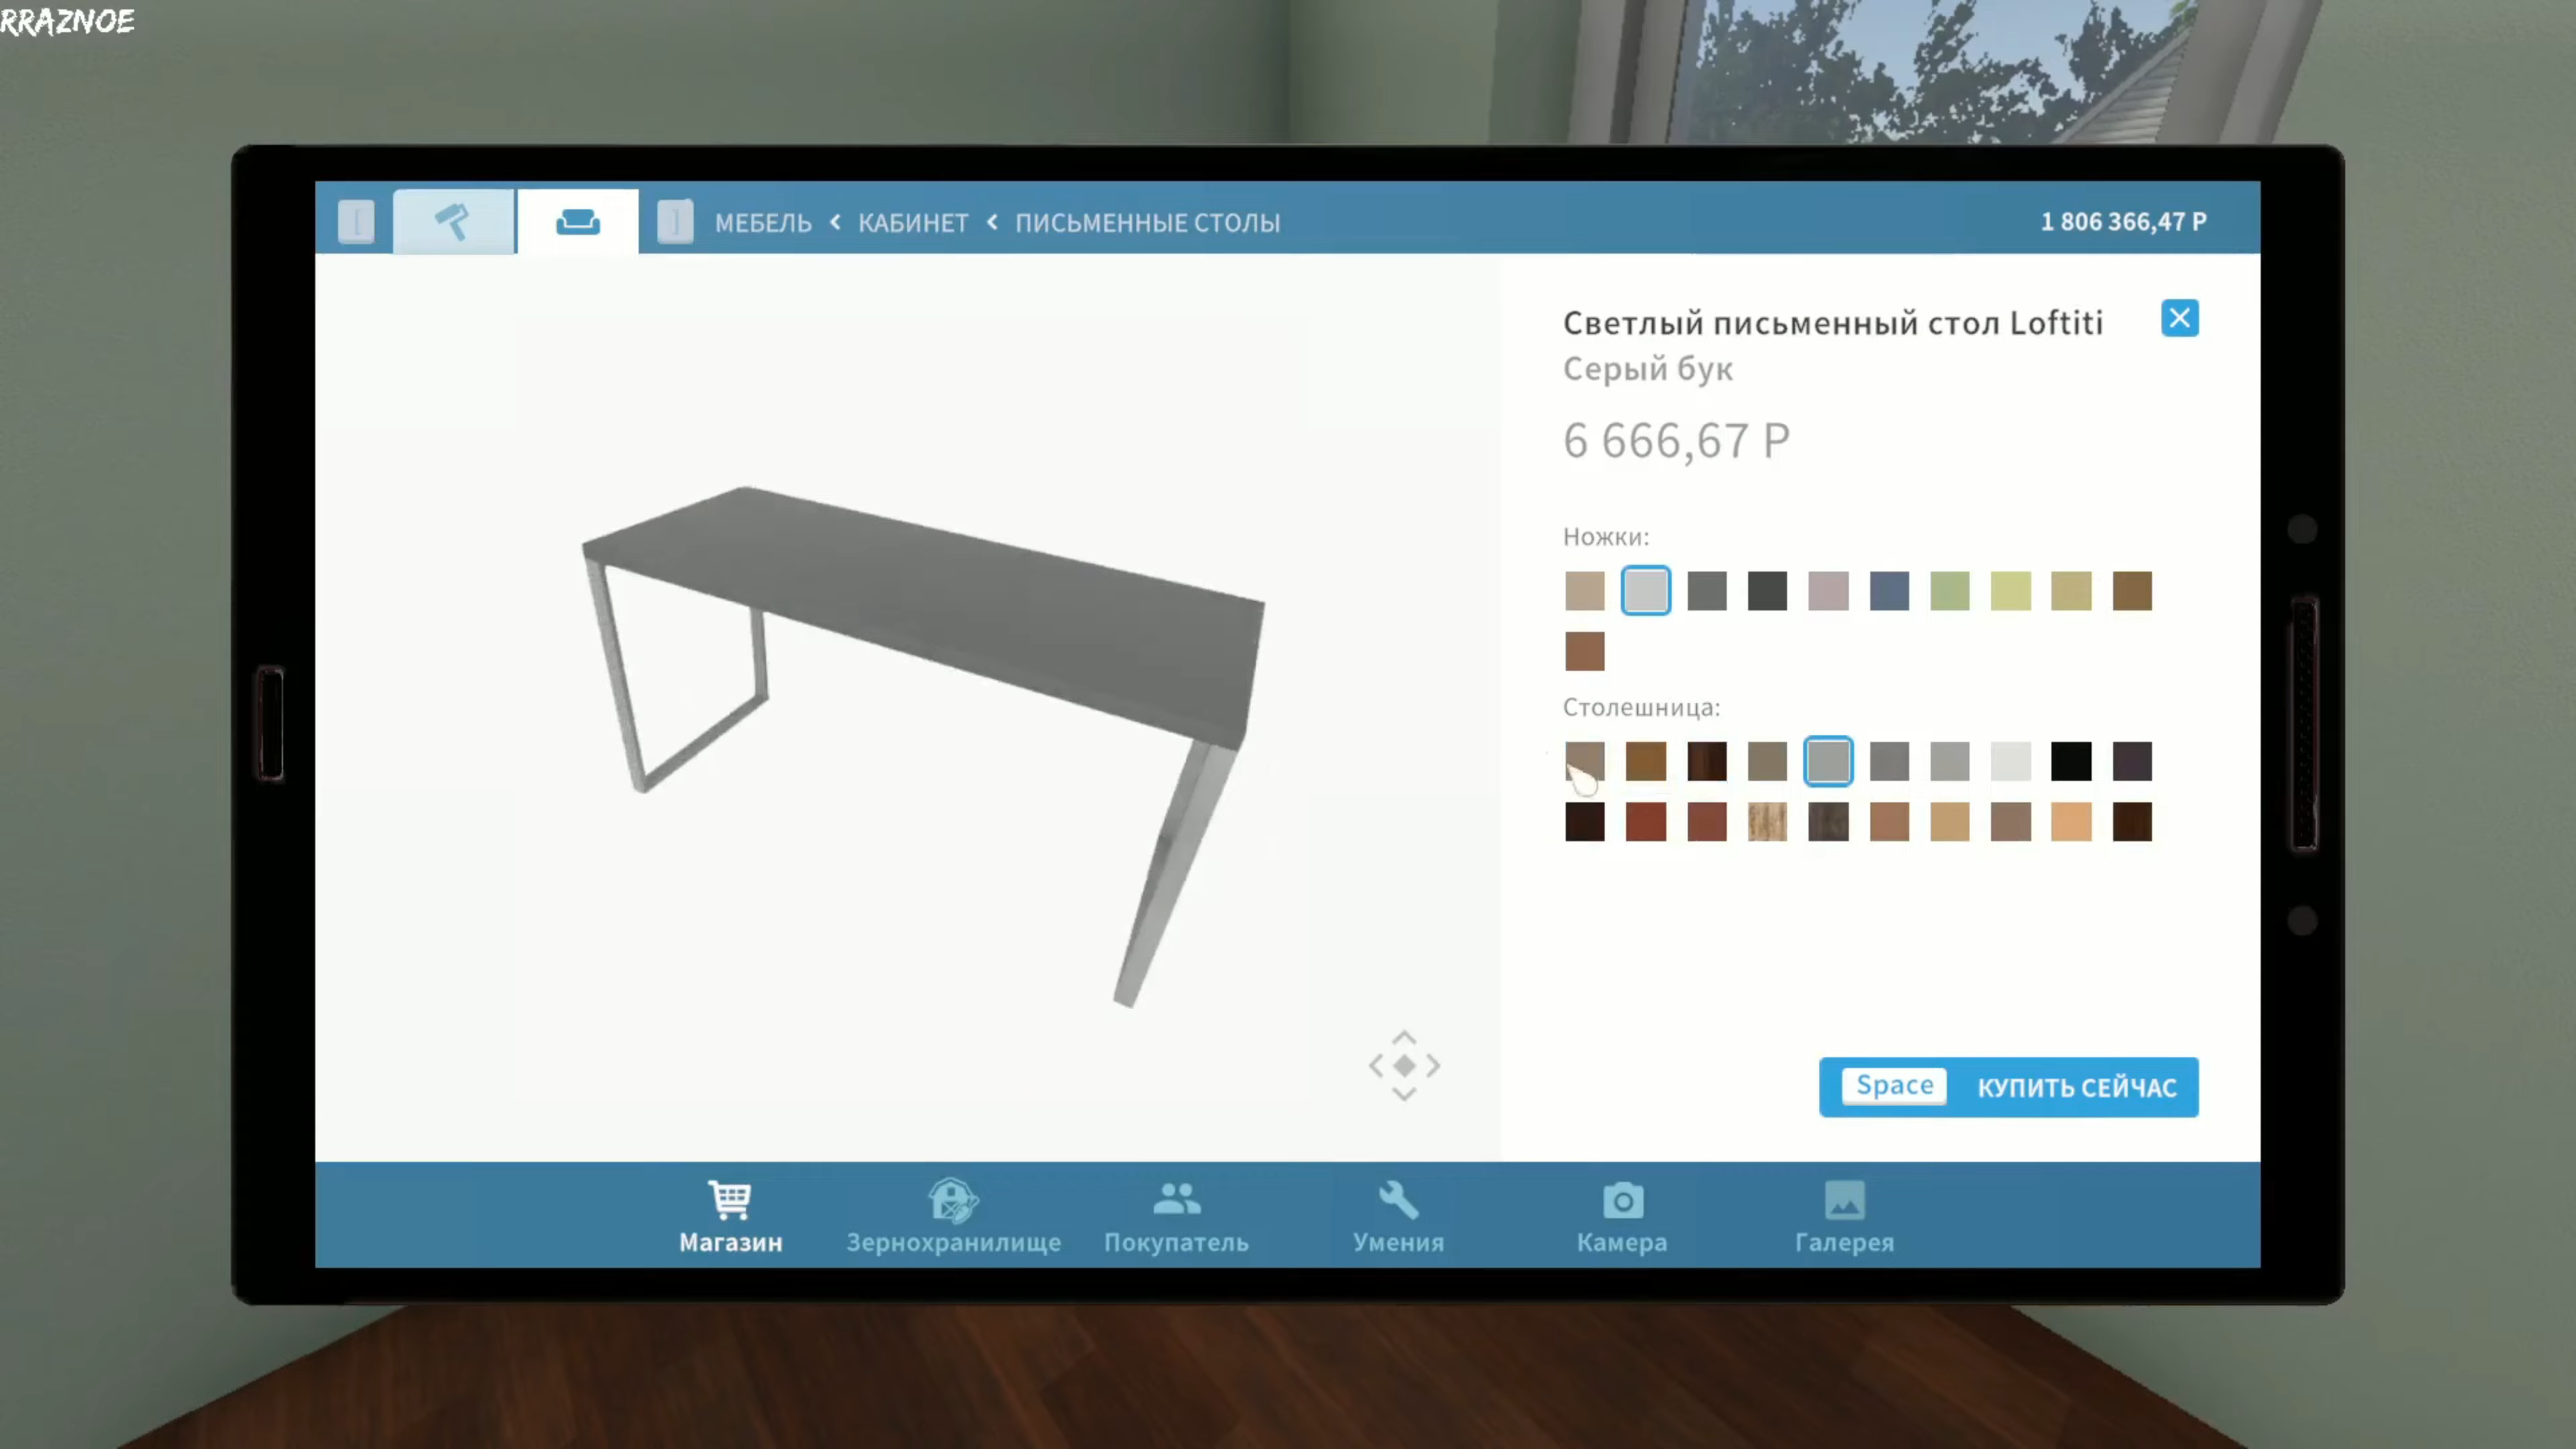 RRAZNOE
[ ] МЕБЕЛЬ < КАБИНЕТ < ПИСЬМЕННЫЕ СТОЛЫ 1 806 366,47 Р
Светлый письменный стол Loftiti
Серый бук
6 666,67 Р
Ножки:
Столешница:
Space КУПИТЬ СЕЙЧАС
Магазин Зернохранилище Покупатель Умения Камера Галерея